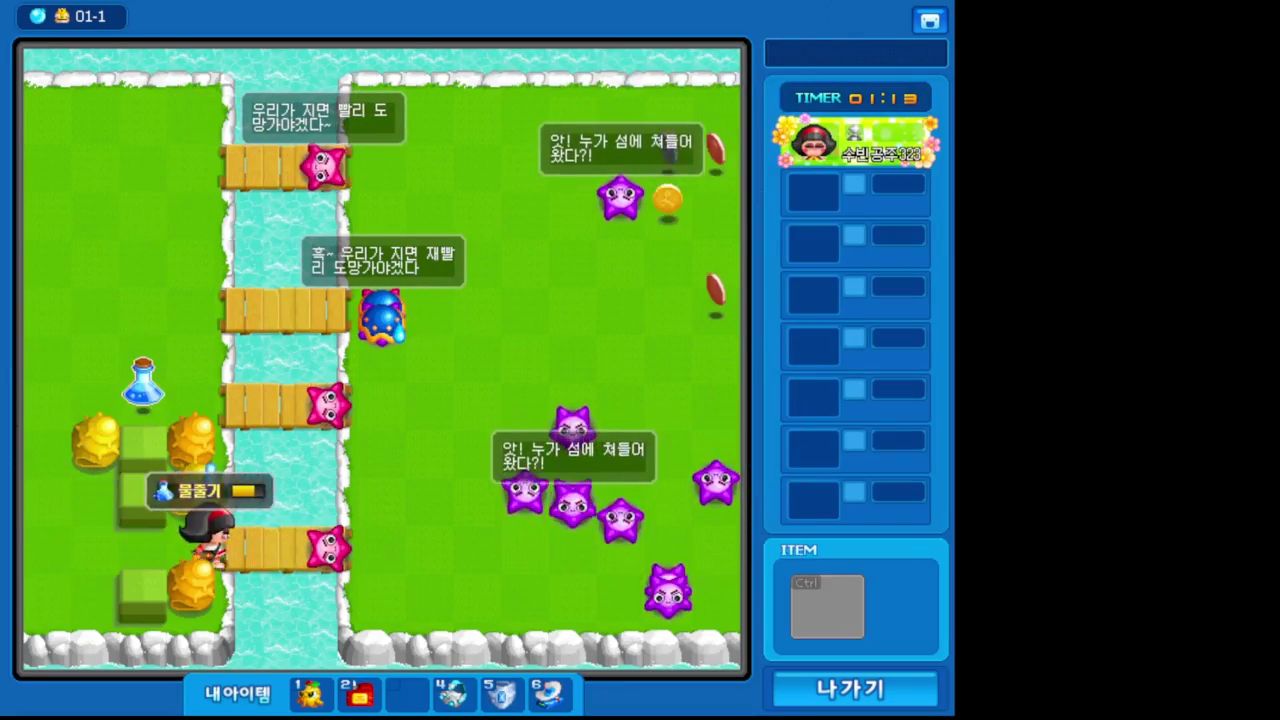 01-1
우리가 지면 빨리 도
망가야겠다~
앗! 누가 섬에 쳐들어
왔다?!
흑~ 우리가 지면 재빨
리 도망가야겠다
앗! 누가 섬에 쳐들어
왔다?!
물줄기
TIMER 01:13
수빈공주323
ITEM
Ctrl
내아이템 1 2 4 5 6
나가기